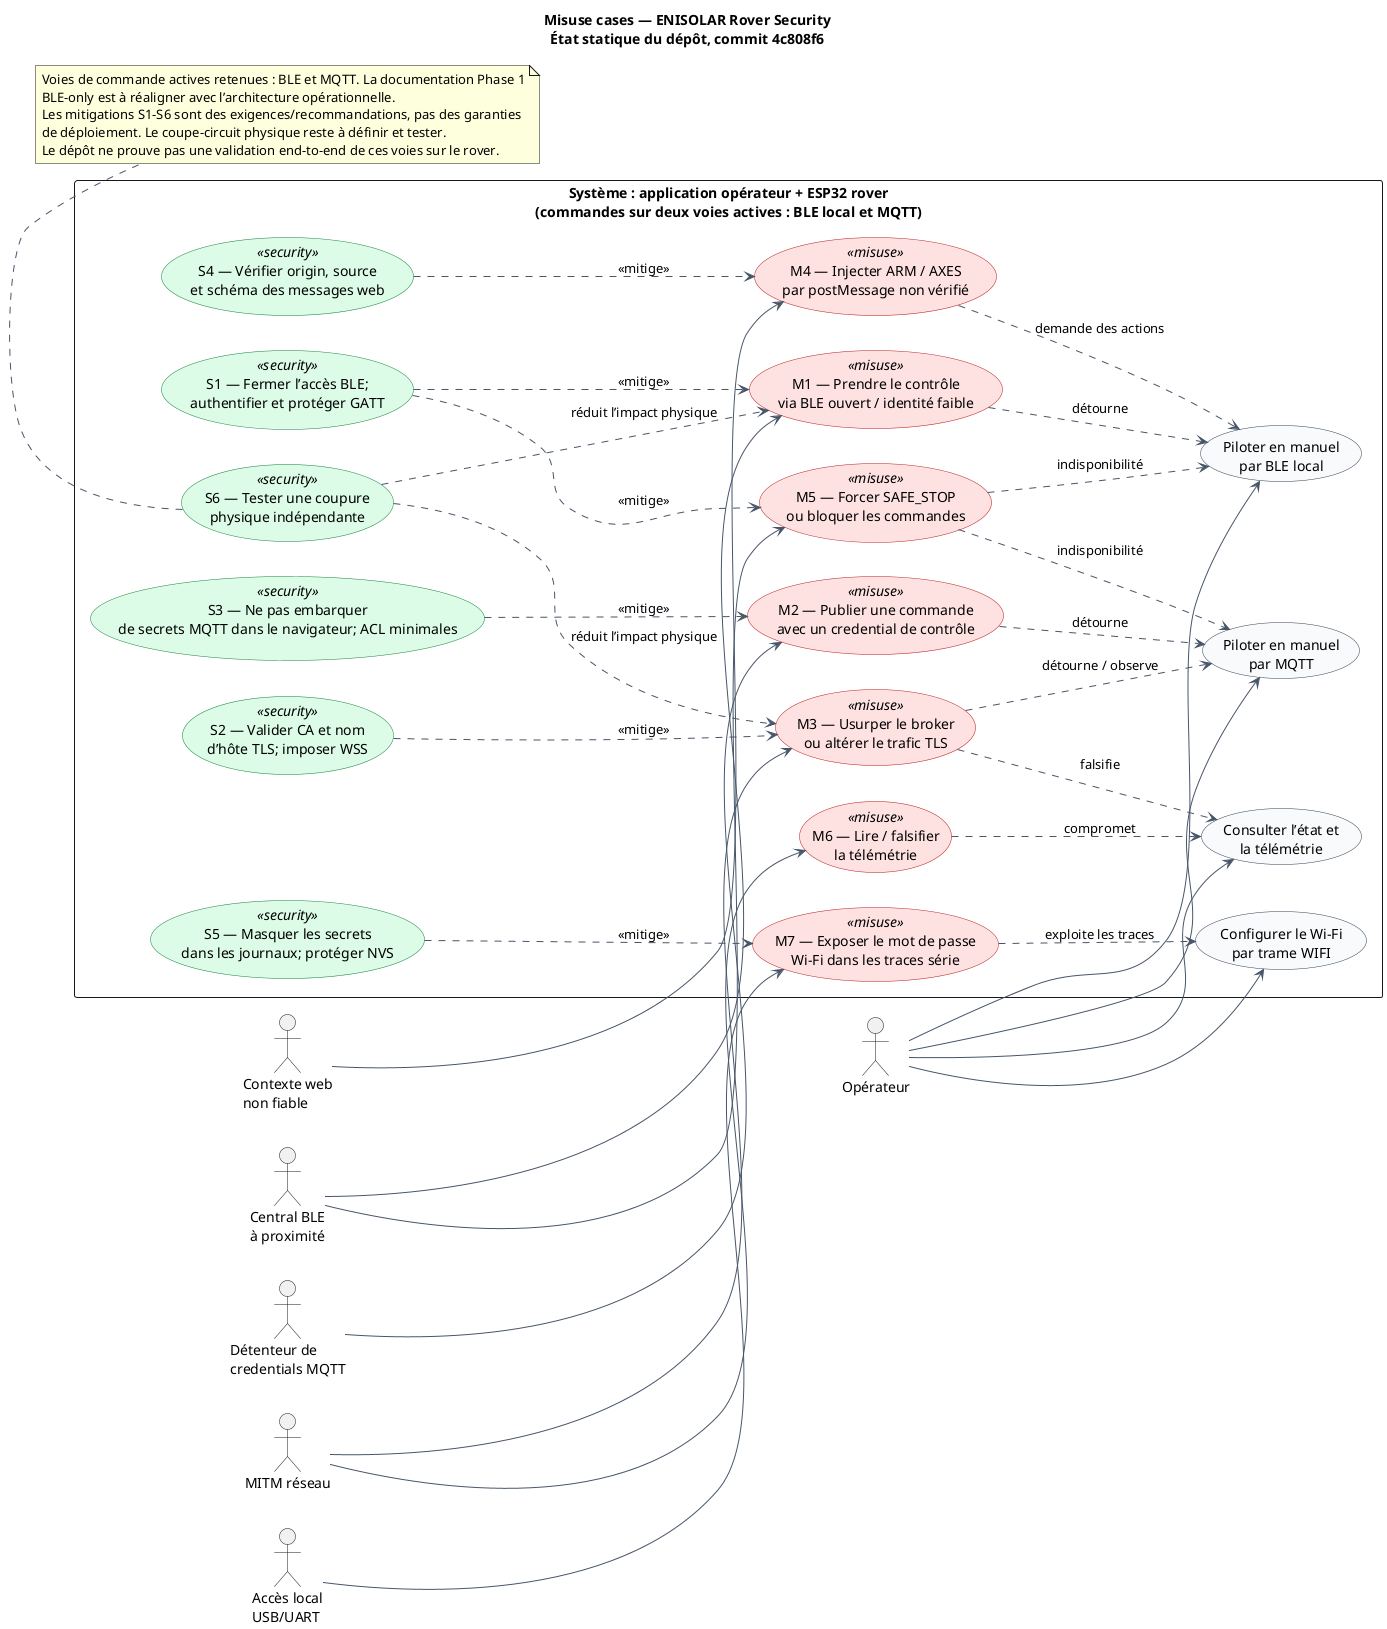 Misuse cases — ENISOLAR Rover Security
État statique du dépôt, commit 4c808f6
Voies de commande actives retenues : BLE et MQTT. La documentation Phase 1
BLE-only est à réaligner avec l’architecture opérationnelle.
Les mitigations S1-S6 sont des exigences/recommandations, pas des garanties
de déploiement. Le coupe-circuit physique reste à définir et tester.
Le dépôt ne prouve pas une validation end-to-end de ces voies sur le rover.
Système : application opérateur + ESP32 rover
(commandes sur deux voies actives : BLE local et MQTT)
«security»
S4 — Vérifier origin, source
et schéma des messages web
«mitige»
«misuse»
M4 — Injecter ARM / AXES
par postMessage non vérifié
demande des actions
«security»
S1 — Fermer l’accès BLE;
authentifier et protéger GATT
«mitige»
réduit l’impact physique
«misuse»
M1 — Prendre le contrôle
via BLE ouvert / identité faible
détourne
Piloter en manuel
par BLE local
«security»
S6 — Tester une coupure
physique indépendante
«mitige»
«misuse»
M5 — Forcer SAFE_STOP
ou bloquer les commandes
indisponibilité
indisponibilité
«security»
S3 — Ne pas embarquer
de secrets MQTT dans le navigateur; ACL minimales
«mitige»
réduit l’impact physique
«misuse»
M2 — Publier une commande
avec un credential de contrôle
détourne
Piloter en manuel
par MQTT
détourne / observe
«security»
S2 — Valider CA et nom
d’hôte TLS; imposer WSS
«mitige»
«misuse»
M3 — Usurper le broker
ou altérer le trafic TLS
falsifie
«misuse»
M6 — Lire / falsifier
la télémétrie
compromet
Consulter l’état et
la télémétrie
«security»
S5 — Masquer les secrets
dans les journaux; protéger NVS
«mitige»
«misuse»
M7 — Exposer le mot de passe
Wi-Fi dans les traces série
exploite les traces
Configurer le Wi-Fi
par trame WIFI
Contexte web
non fiable
Opérateur
Central BLE
à proximité
Détenteur de
credentials MQTT
MITM réseau
Accès local
USB/UART